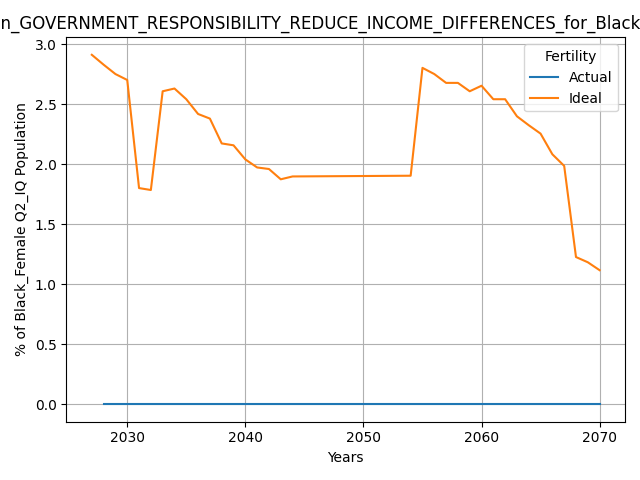 n_GOVERNMENT_RESPONSIBILITY_REDUCE_INCOME_DIFFERENCES_for_Black
Fertility
Actual
Ideal
% of Black_Female Q2_IQ Population
3.0
2.5
2.0
1.5
1.0
0.5
0.0
2030 2040 2050 2060 2070
Years